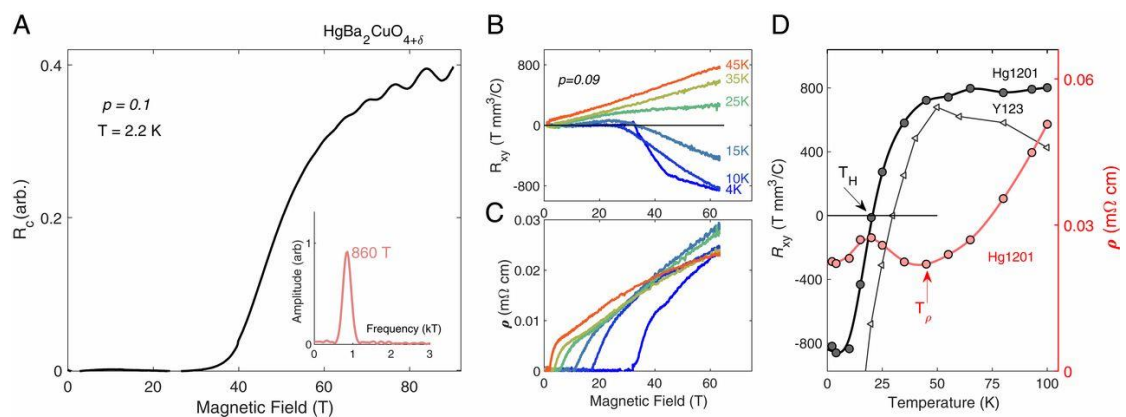 A
HgBa2CuO4+δ
0.4
0.2
0
Rc(arb.)
p = 0.1
T = 2.2 K
Amplitude (arb)
1
0
860 T
Frequency (kT)
0 1 2 3
0 20 40 60 80
Magnetic Field (T)
B
p=0.09
Rxy (T mm3/C)
800
0
-800
45K
35K
25K
15K
10K
4K
0 20 40 60
C
ρ (mΩ cm)
0.03
0.02
0.01
0
0 20 40 60
Magnetic Field (T)
D
Rxy (T mm3/C)
800
400
0
-400
-800
Hg1201
Y123
TH
Hg1201
Tρ
0 25 50 75 100
Temperature (K)
0.06
0.03
0
ρ (mΩ cm)